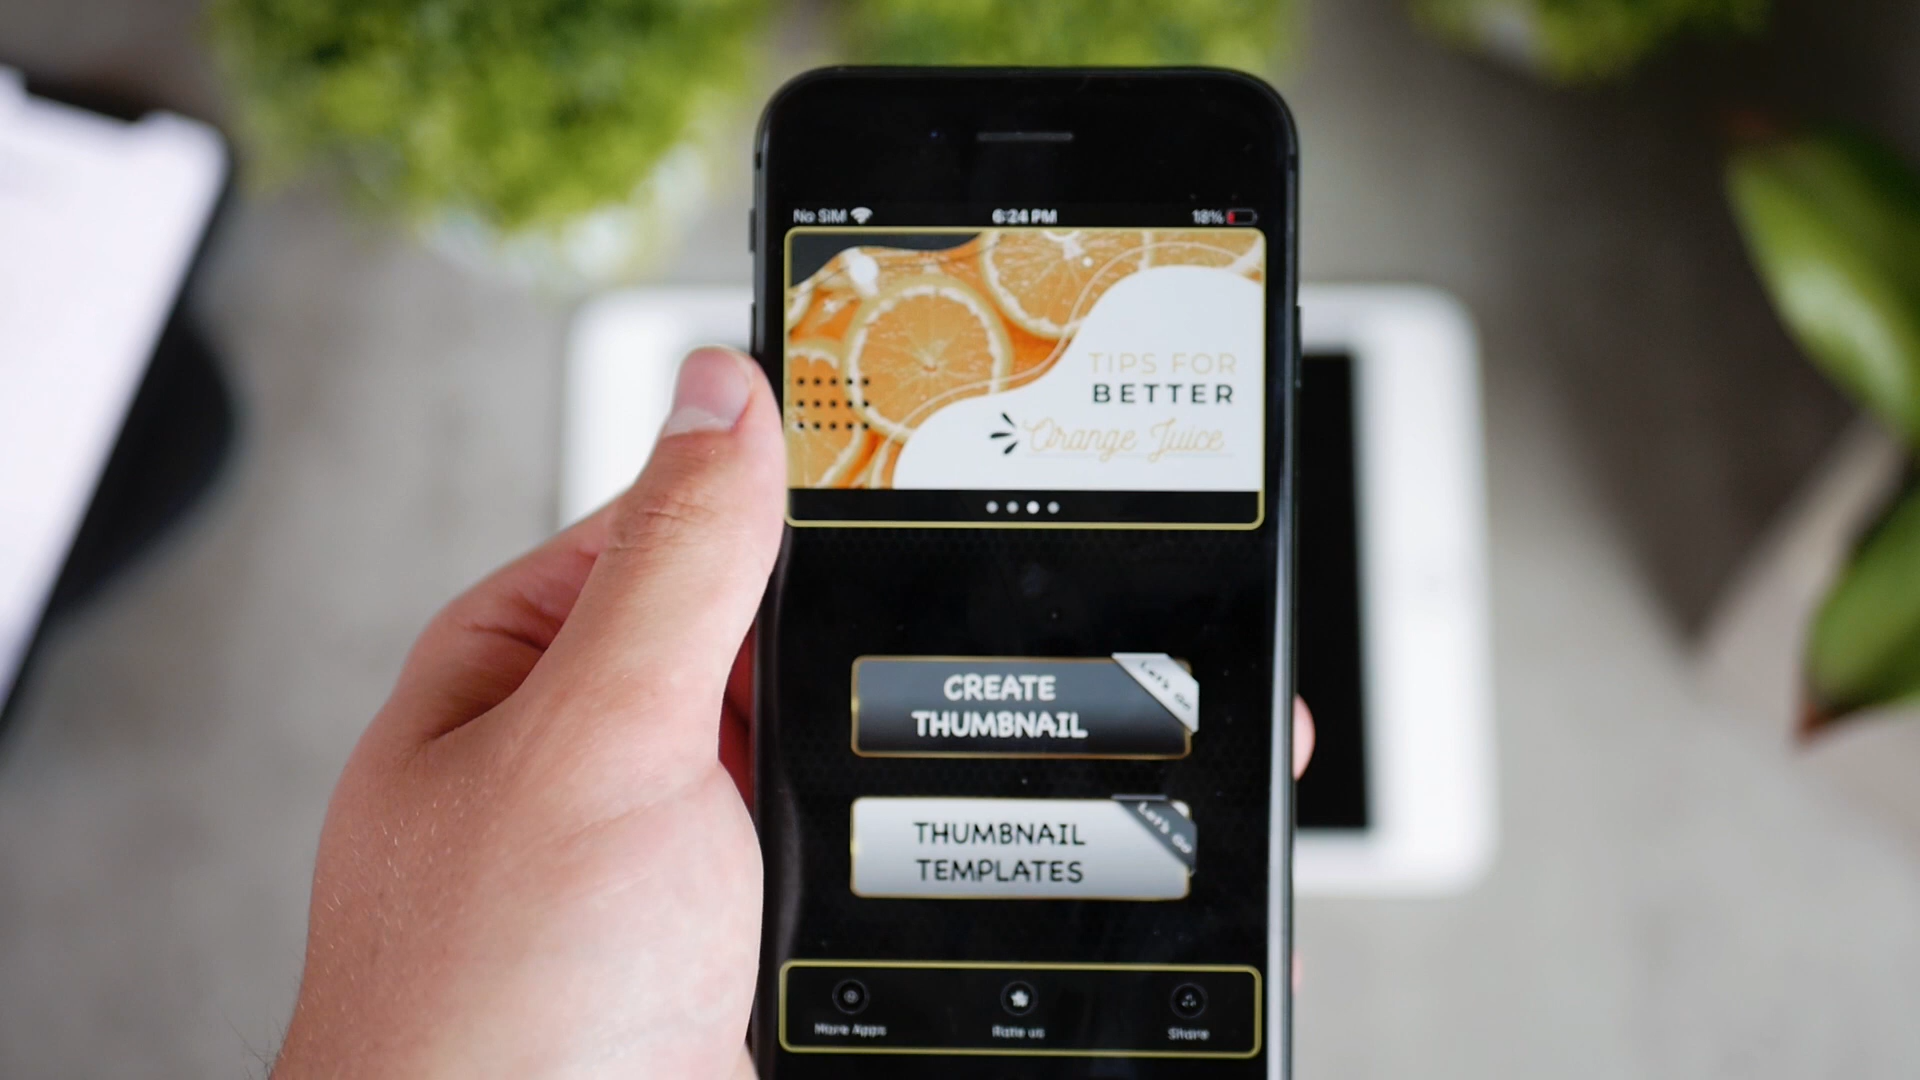 No SIM 6:24 PM 18%
TIPS FOR
BETTER
Orange Juice
CREATE
THUMBNAIL
Let's Go
THUMBNAIL
TEMPLATES
Let's Go
More Apps Rate us Share